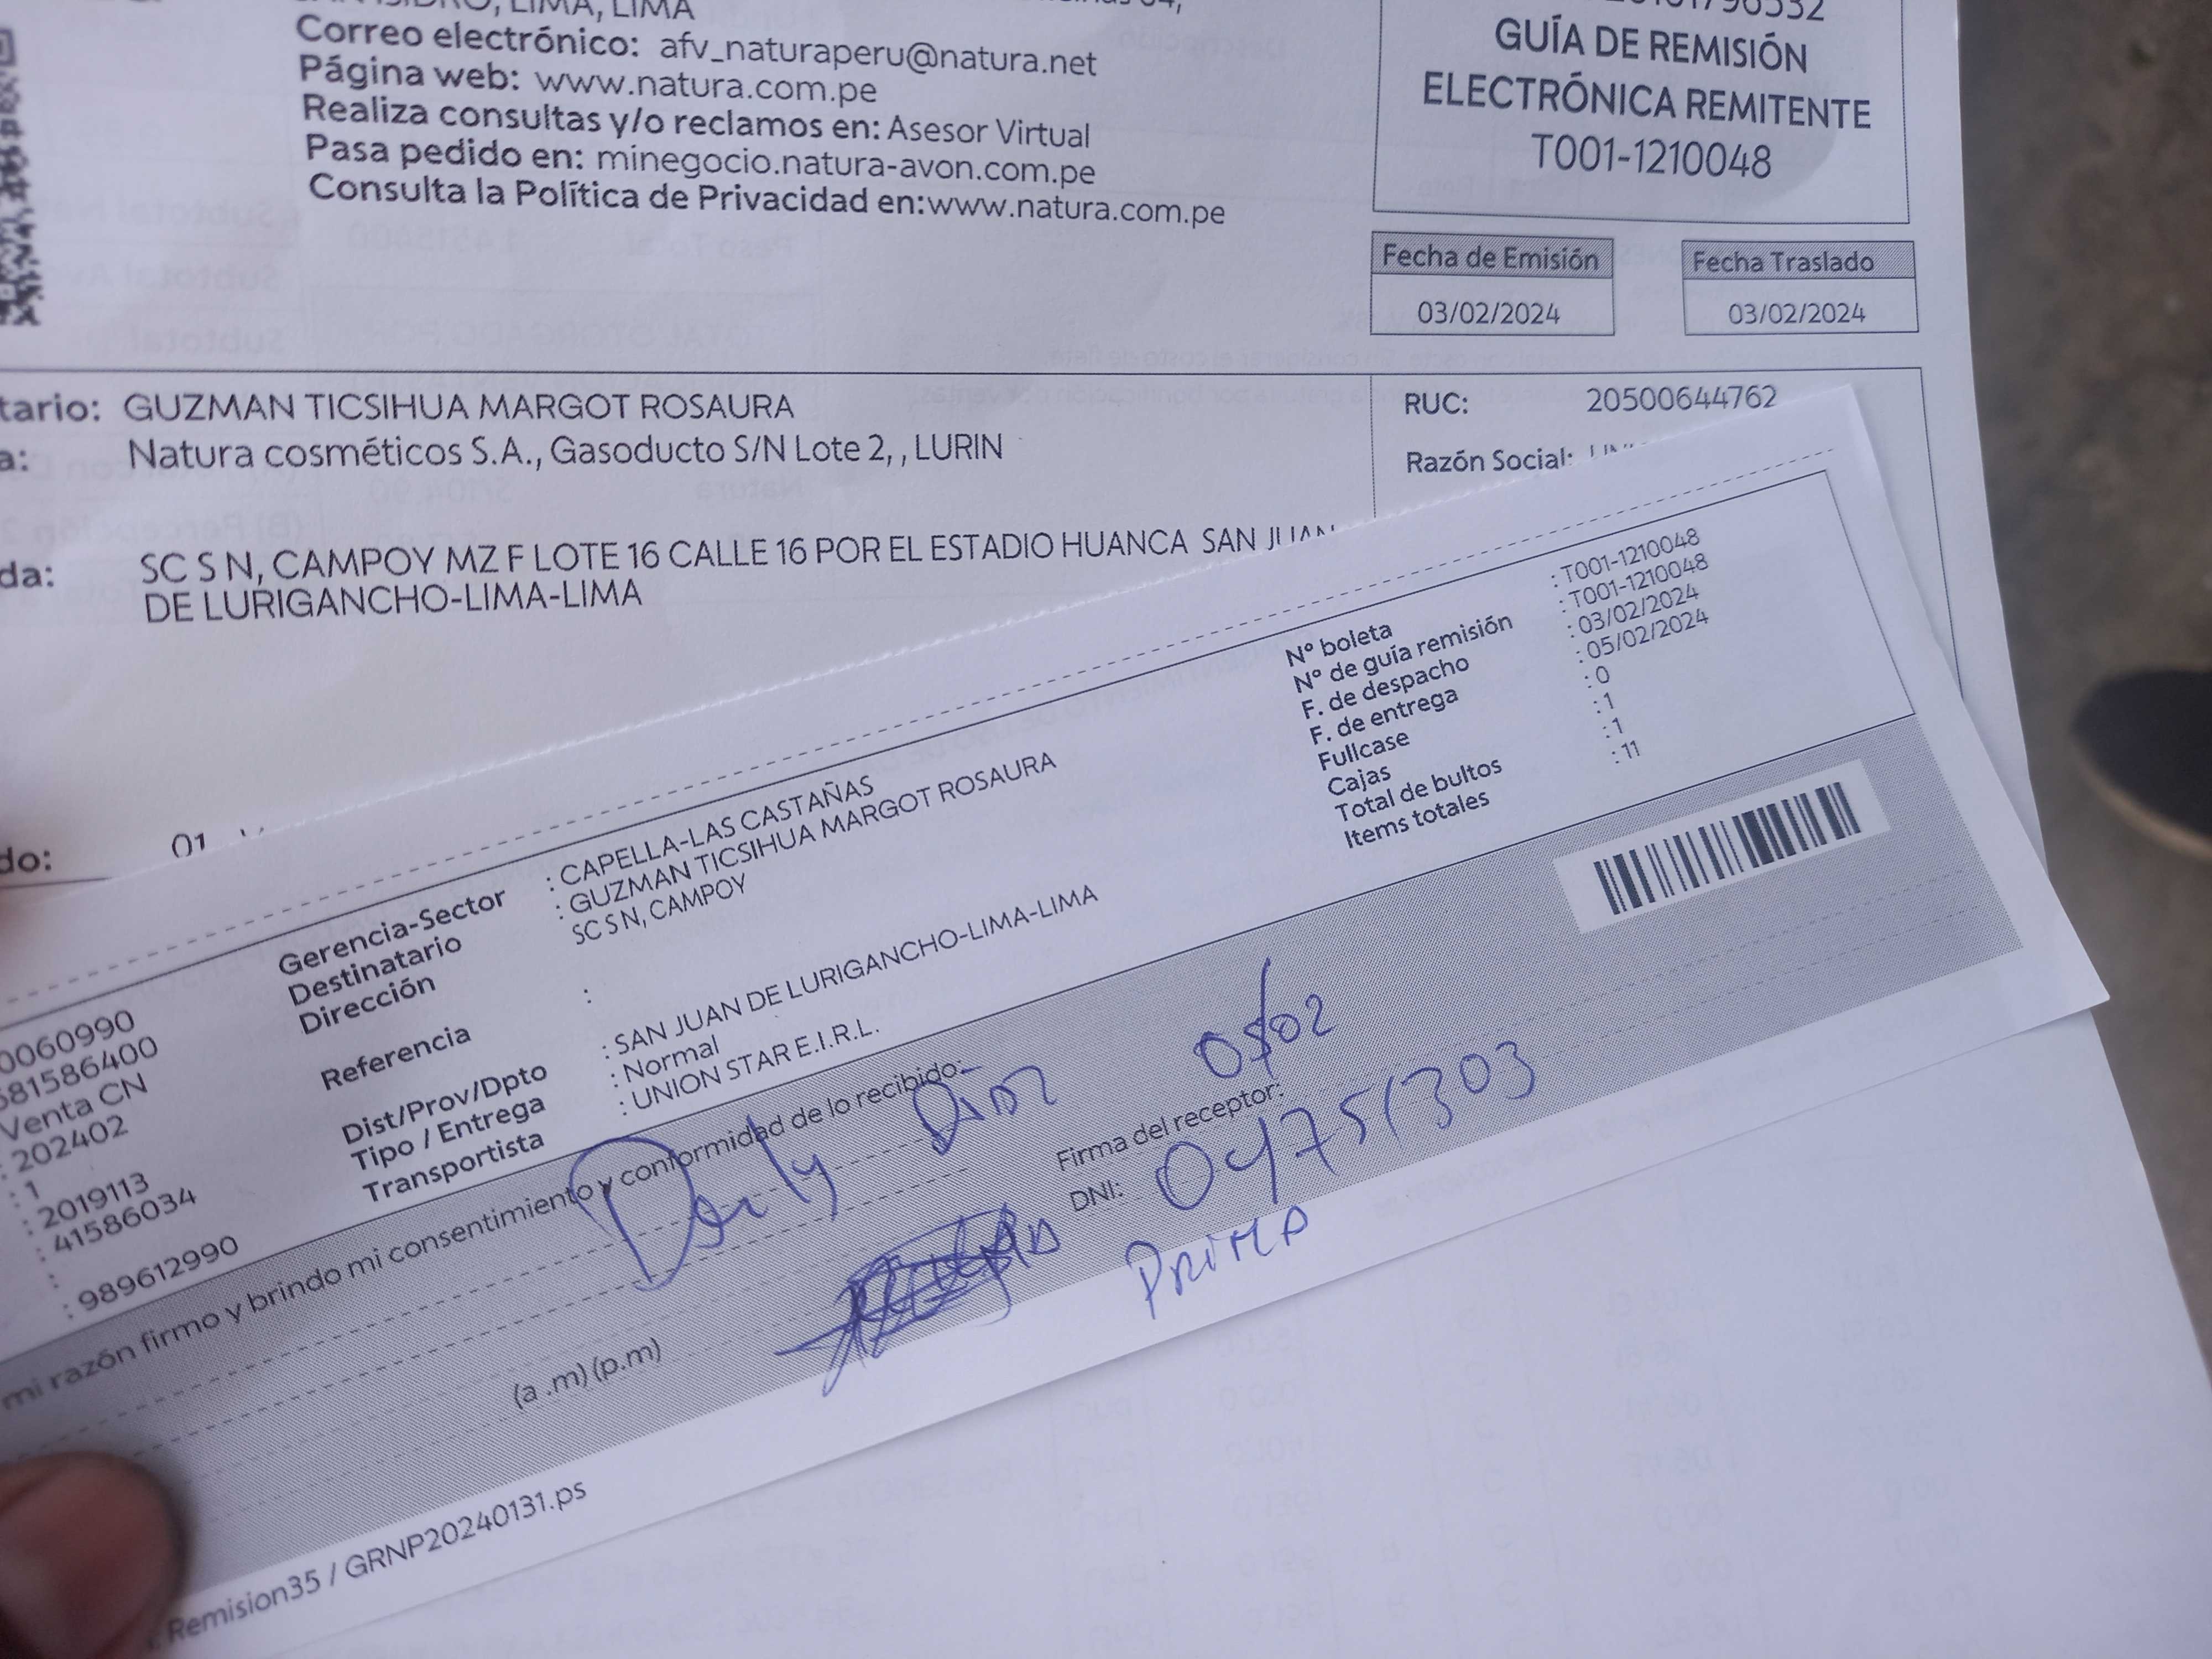 LIMA, LIMA
Correo electrónico: afv_naturaperu@natura.net
Página web: www.natura.com.pe
Realiza consultas y/o reclamos en: Asesor Virtual
Pasa pedido en: minegocio.natura-avon.com.pe
Consulta la Política de Privacidad en:www.natura.com.pe
GUÍA DE REMISIÓN
ELECTRÓNICA REMITENTE
T001-1210048
Fecha de Emisión
03/02/2024
Fecha Traslado
03/02/2024
tario: GUZMAN TICSIHUA MARGOT ROSAURA
a: Natura cosméticos S.A., Gasoducto S/N Lote 2, , LURIN
da: SC S N, CAMPOY MZ F LOTE 16 CALLE 16 POR EL ESTADIO HUANCA SAN JUAN
DE LURIGANCHO-LIMA-LIMA
RUC: 20500644762
Razón Social:
do: 01
0060990
581586400
Venta CN
: 202402
: 1
: 2019113
: 41586034
:
: 989612990
Gerencia-Sector : CAPELLA-LAS CASTAÑAS
Destinatario : GUZMAN TICSIHUA MARGOT ROSAURA
Dirección SC S N, CAMPOY
Referencia :
Dist/Prov/Dpto : SAN JUAN DE LURIGANCHO-LIMA-LIMA
Tipo / Entrega : Normal
Transportista : UNION STAR E.I.R.L.
Nº boleta : T001-1210048
Nº de guía remisión : T001-1210048
F. de despacho : 03/02/2024
F. de entrega : 05/02/2024
Fullcase : 0
Cajas : 1
Total de bultos : 1
Items totales : 11
mi razón firmo y brindo mi consentimiento y conformidad de lo recibido:
05/02
Firma del receptor:
DNI: 04751303
PRIMA
(a .m) (p.m)
Remision35 / GRNP20240131.ps